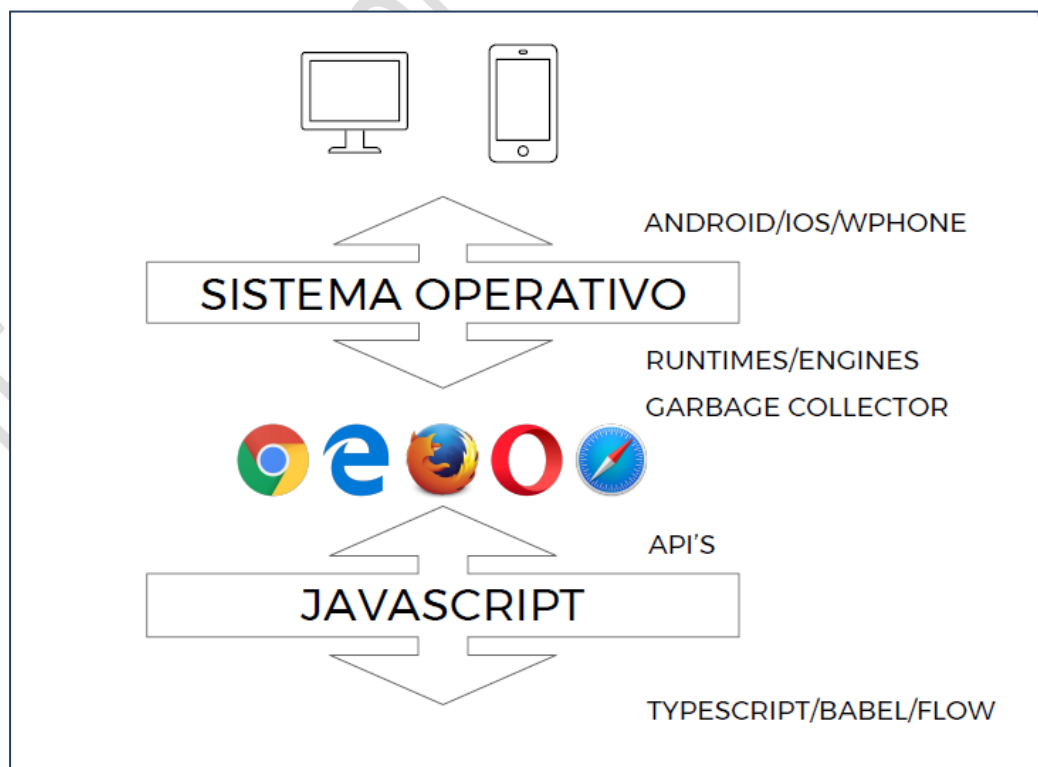 ANDROID/IOS/WPHONE
SISTEMA OPERATIVO
RUNTIMES/ENGINES
GARBAGE COLLECTOR
API'S
JAVASCRIPT
TYPESCRIPT/BABEL/FLOW